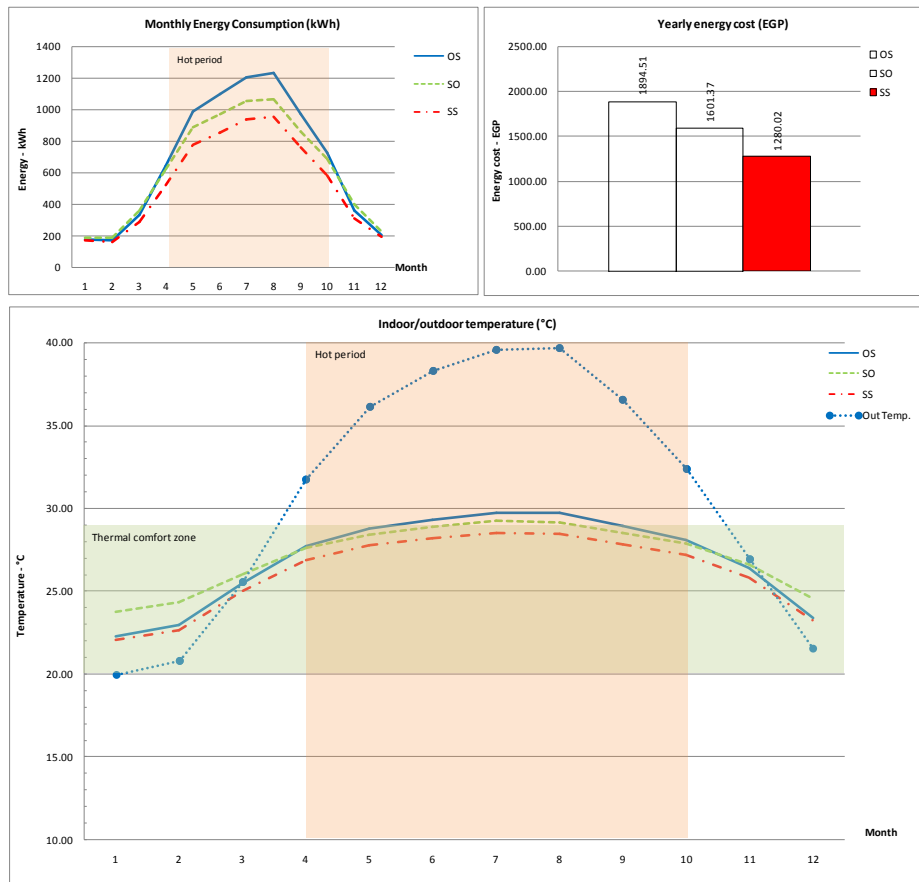 Monthly Energy Consumption (kWh)
1400
1200
1000
800
600
400
200
0
Energy - kWh
Hot period
OS
SO
SS
1 2 3 4 5 6 7 8 9 10 11 12
Month
Yearly energy cost (EGP)
2500.00
2000.00
1500.00
1000.00
500.00
0.00
Energy cost - EGP
1894.51
1601.37
1280.02
OS
SO
SS
Indoor/outdoor temperature (°C)
40.00
35.00
30.00
25.00
20.00
15.00
10.00
Temperature - °C
Hot period
Thermal comfort zone
OS
SO
SS
Out Temp.
Month
1 2 3 4 5 6 7 8 9 10 11 12